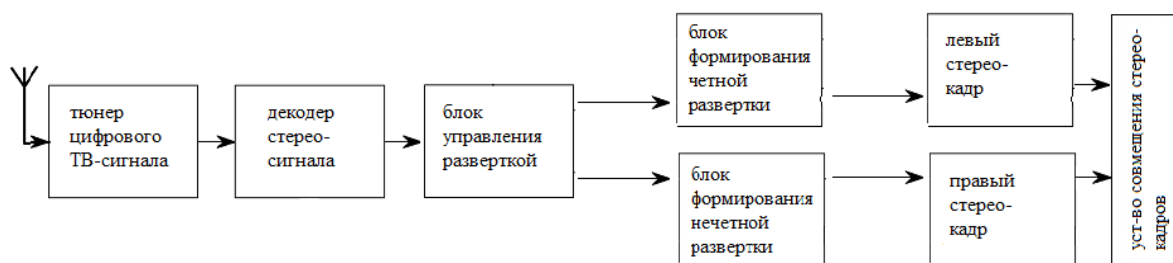 тюнер
цифрового
ТВ-сигнала
декодер
стерео-
сигнала
блок
управления
разверткой
блок
формирования
четной
развертки
левый
стерео-
кадр
блок
формирования
нечетной
развертки
правый
стерео-
кадр
уст-во совмещения стерео-
кадров